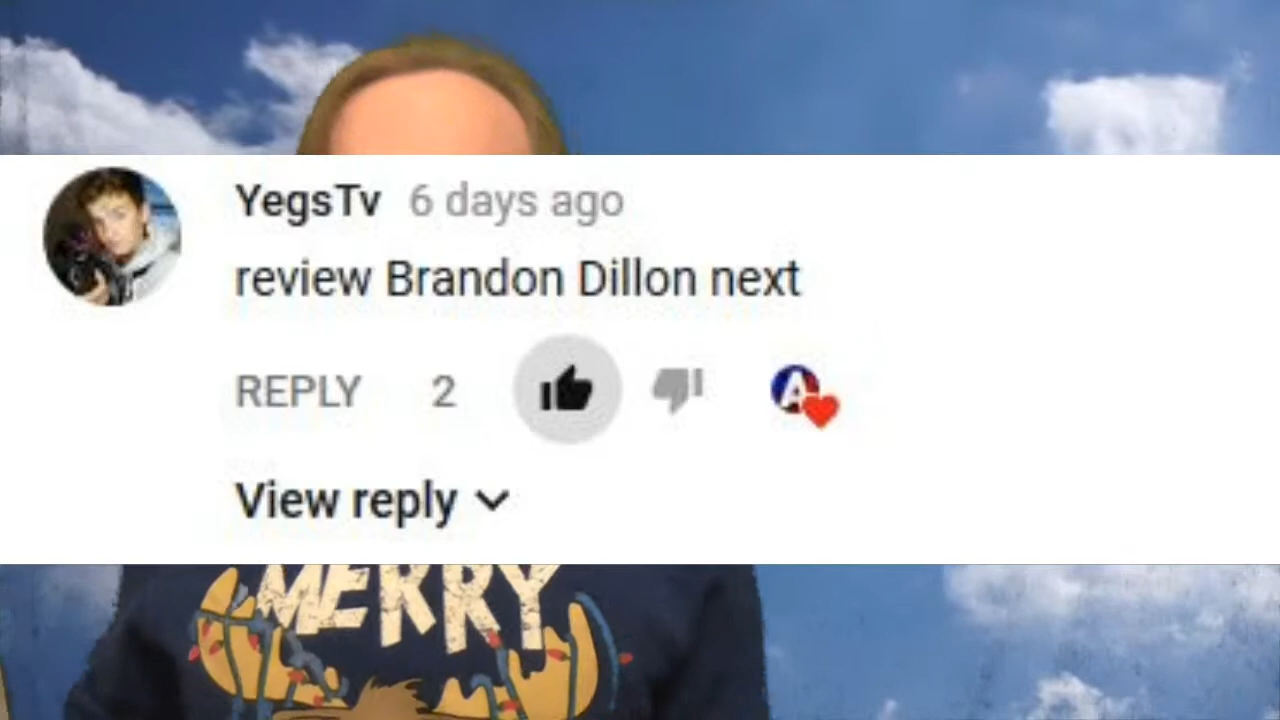 YegsTv 6 days ago
review Brandon Dillon next
REPLY 2
A
View reply
MERRY